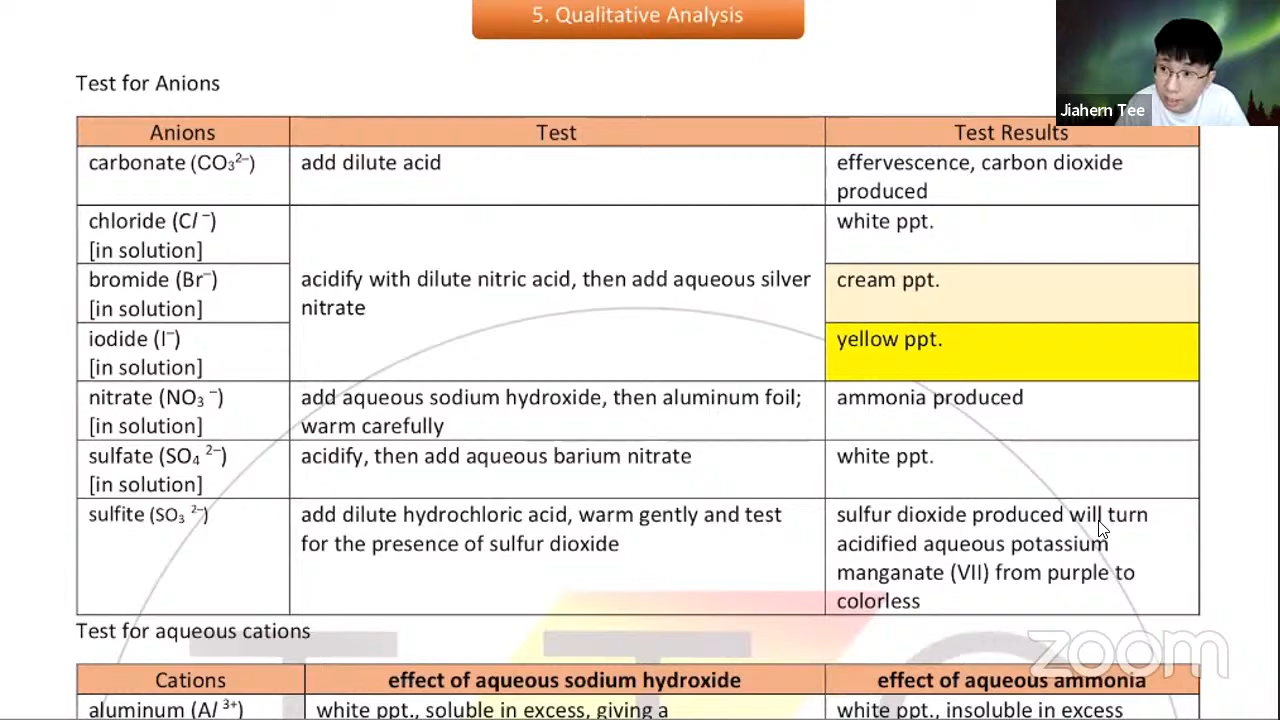 5. Qualitative Analysis
Jiahern Tee
Test for Anions
Anions Test Test Results
carbonate (CO₃²⁻) add dilute acid effervescence, carbon dioxide
produced
chloride (Cl⁻) white ppt.
[in solution]
bromide (Br⁻) acidify with dilute nitric acid, then add aqueous silver cream ppt.
[in solution] nitrate
iodide (I⁻) yellow ppt.
[in solution]
nitrate (NO₃⁻) add aqueous sodium hydroxide, then aluminum foil; ammonia produced
[in solution] warm carefully
sulfate (SO₄²⁻) acidify, then add aqueous barium nitrate white ppt.
[in solution]
sulfite (SO₃²⁻) add dilute hydrochloric acid, warm gently and test sulfur dioxide produced will turn
for the presence of sulfur dioxide acidified aqueous potassium
manganate (VII) from purple to
colorless
Test for aqueous cations
zoom
Cations effect of aqueous sodium hydroxide effect of aqueous ammonia
aluminum (Al³⁺) white ppt., soluble in excess, giving a white ppt., insoluble in excess